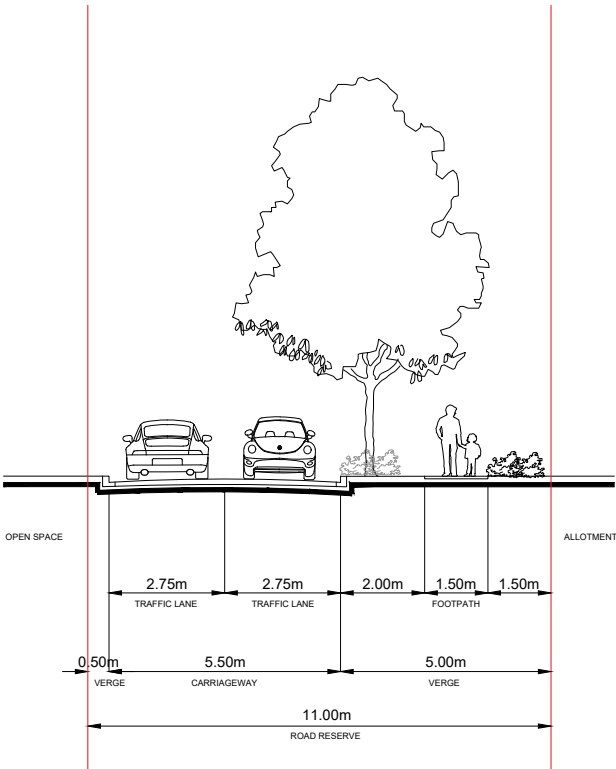 OPEN SPACE
ALLOTMENT
2.75m 2.75m 2.00m 1.50m 1.50m
TRAFFIC LANE TRAFFIC LANE FOOTPATH
0.50m 5.50m 5.00m
VERGE CARRIAGEWAY VERGE
11.00m
ROAD RESERVE